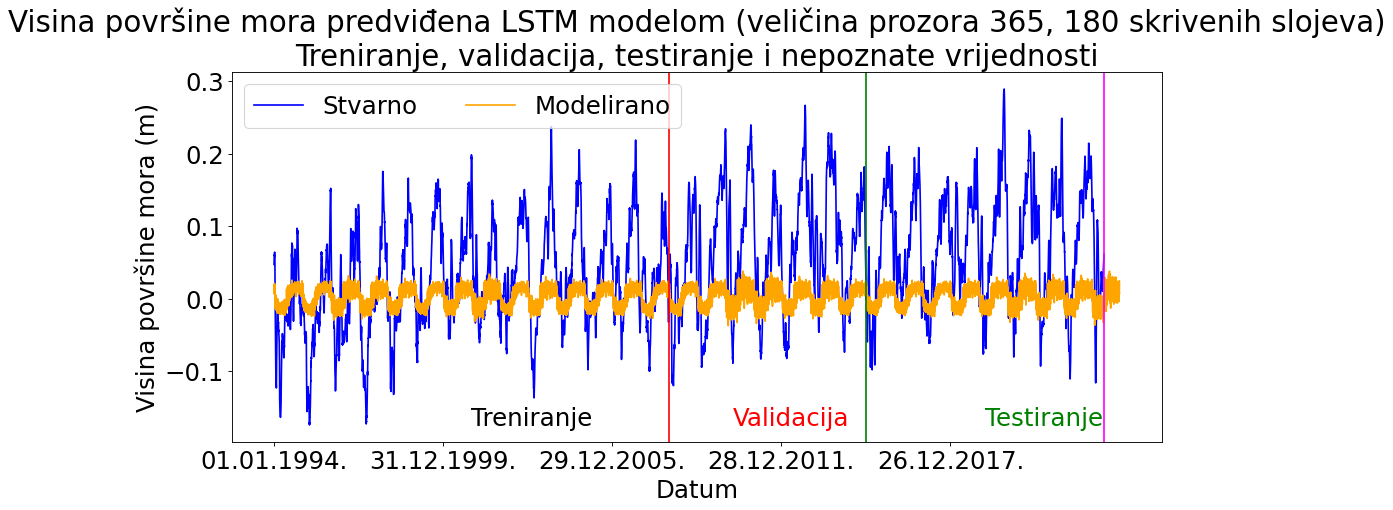 Visina površine mora predviđena LSTM modelom (veličina prozora 365, 180 skrivenih slojeva)
Treniranje, validacija, testiranje i nepoznate vrijednosti
Stvarno
Modelirano
Visina površine mora (m)
0.3
0.2
0.1
0.0
−0.1
Treniranje
Validacija
Testiranje
01.01.1994.
31.12.1999.
29.12.2005.
28.12.2011.
26.12.2017.
Datum